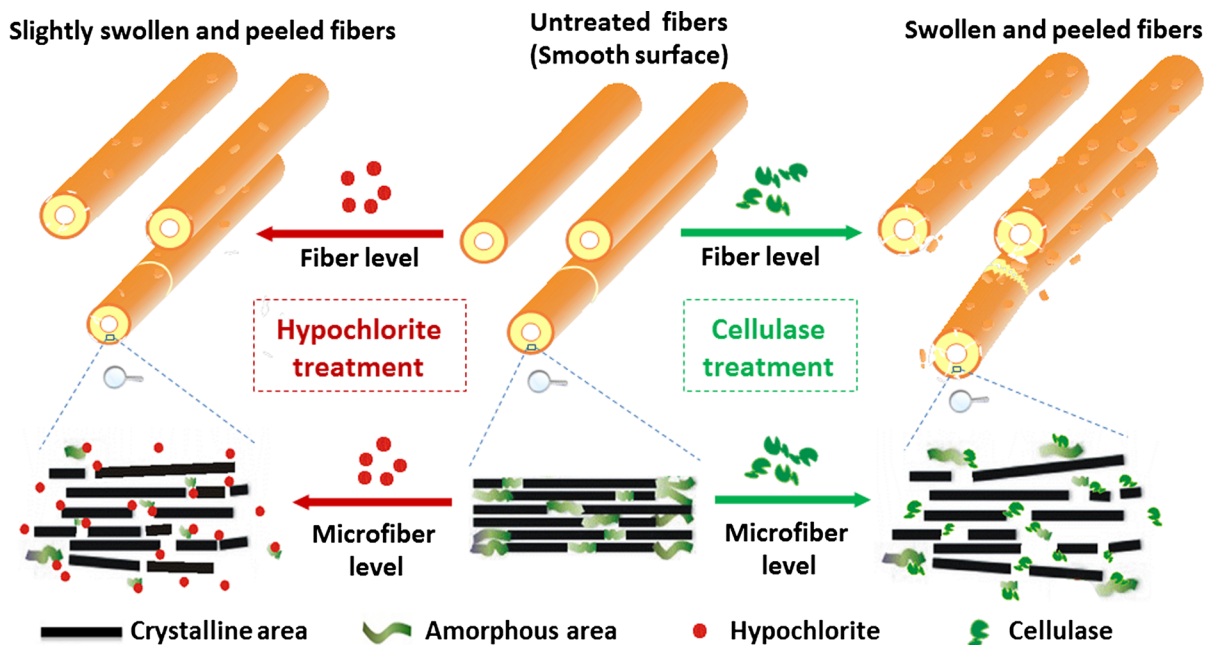 Slightly swollen and peeled fibers
Untreated fibers
(Smooth surface)
Swollen and peeled fibers
Fiber level
Fiber level
Hypochlorite
treatment
Cellulase
treatment
Microfiber
level
Microfiber
level
Crystalline area
Amorphous area
Hypochlorite
Cellulase